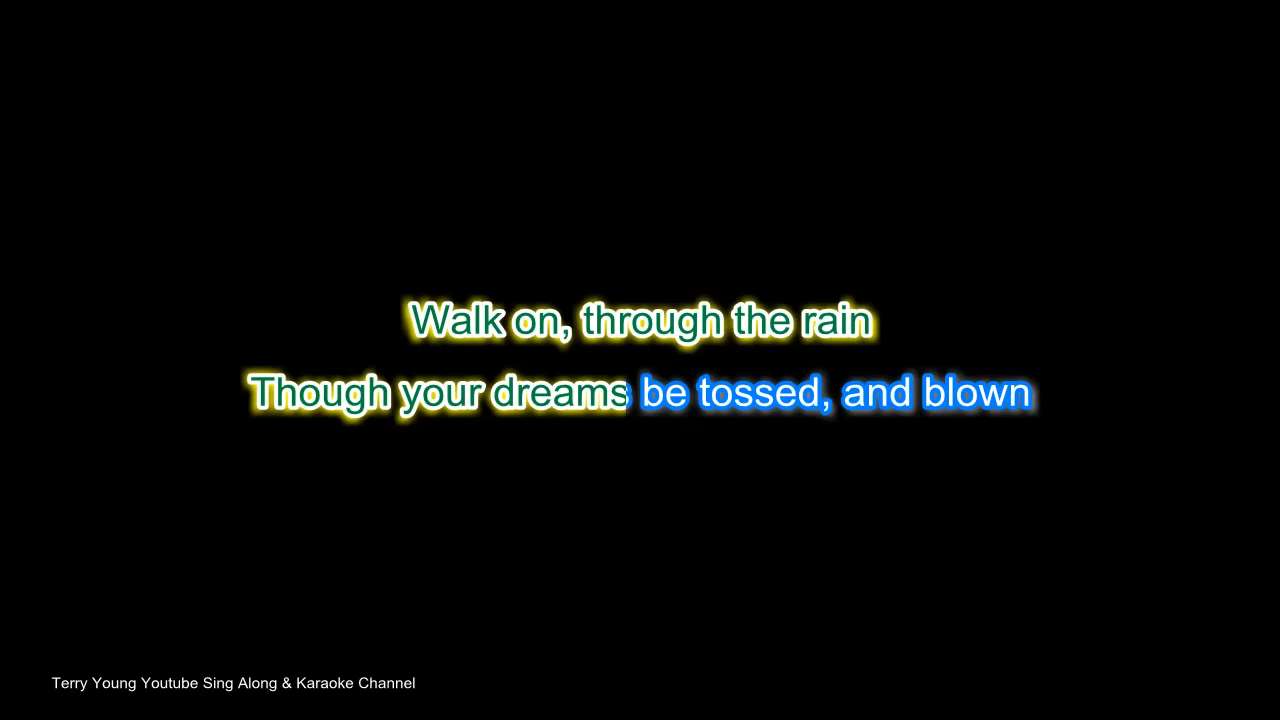 Walk on, through the rain
Though your dreams be tossed, and blown
Terry Young Youtube Sing Along & Karaoke Channel